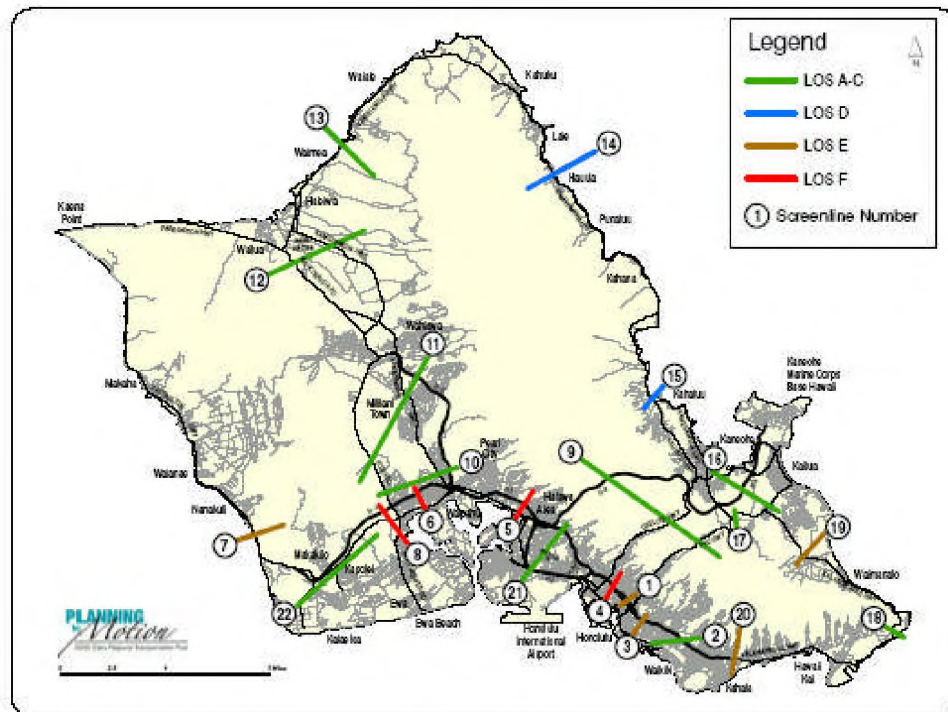 Legend
N
LOS A-C
LOS D
LOS E
LOS F
1 Screenline Number
Kahuku
13
14
Waimea
Laie
Hauula
Kaena
Point
Haleiwa
Punaluu
Waialua
12
Kahana
Wahiawa
11
Kaneohe
Marine Corps
Base Hawaii
Makaha
15
Kahaluu
Mililani
Town
Waianae
Pearl
City
9
16
Kaneohe
Kailua
10
Nanakuli
Halawa
Aiea
7
6
Waipahu
5
17
19
Makakilo
8
Waimanalo
Kapolei
21
1
22
Ewa
4
20
18
Honolulu
2
Ewa Beach
Honolulu
International
Airport
3
Waikiki
Hawaii
Kai
Kahala
PLANNING
Motion